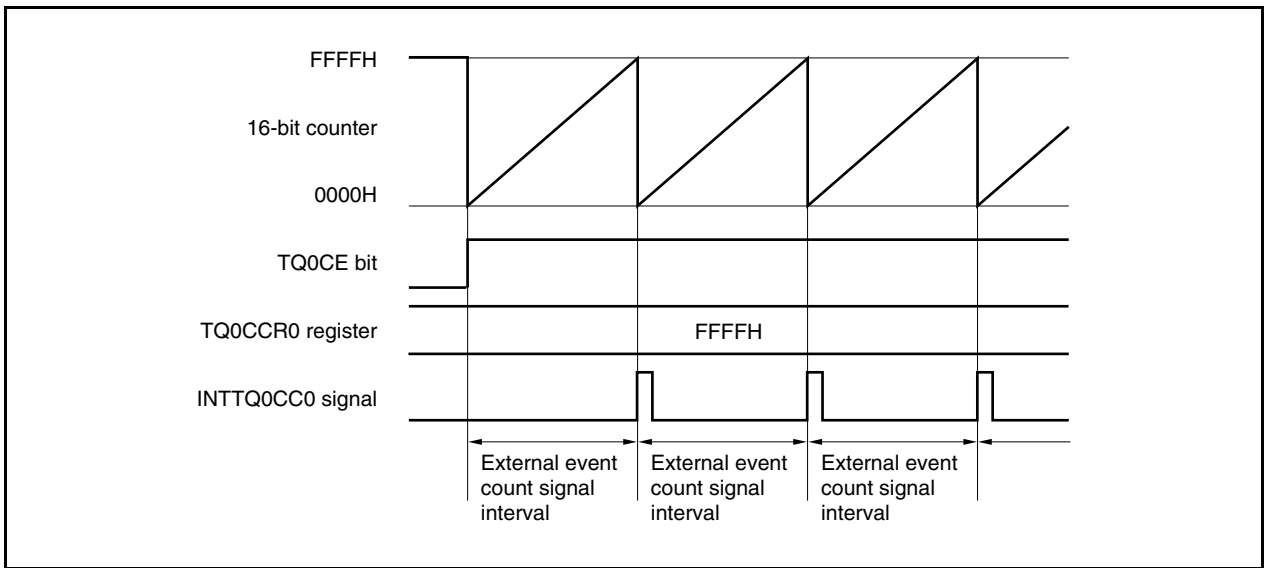 FFFFH
16-bit counter
0000H
TQ0CE bit
TQ0CCR0 register
FFFFH
INTTQ0CC0 signal
External event
count signal
interval
External event
count signal
interval
External event
count signal
interval